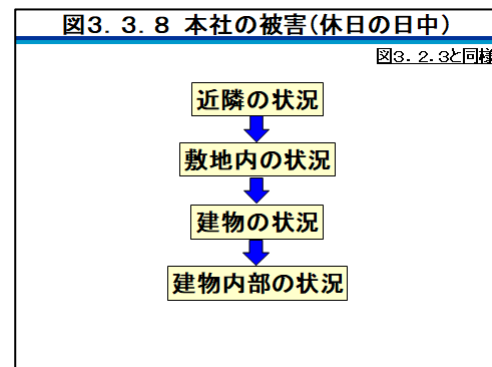 図3．3．8 本社の被害(休日の日中)
図3．2．3と同様
近隣の状況
敷地内の状況
建物の状況
建物内部の状況